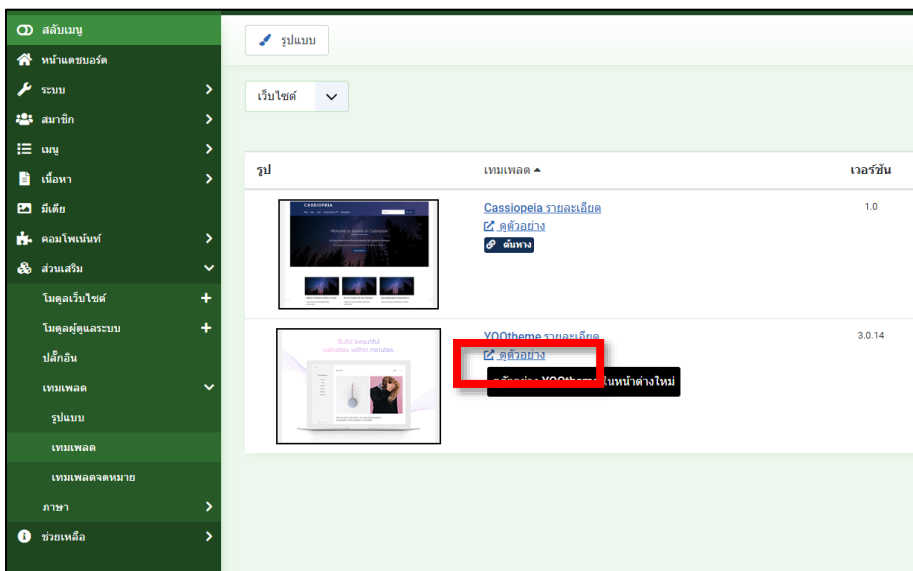 สลับเมนู
หน้าแดชบอร์ด
ระบบ
สมาชิก
เมนู
เนื้อหา
มีเดีย
คอมโพเน้นท์
ส่วนเสริม
โมดูลเว็บไซต์
โมดูลผู้ดูแลระบบ
ปลั๊กอิน
เทมเพลต
รูปแบบ
เทมเพลต
เทมเพลตจดหมาย
ภาษา
ช่วยเหลือ
รูปแบบ
เว็บไซต์
รูป เทมเพลต เวอร์ชัน
CASSIOPEIA
Cassiopeia รายละเอียด 1.0
ดูตัวอย่าง
ต้นทาง
Build beautiful
websites within minutes.
YOOtheme รายละเอียด 3.0.14
ดูตัวอย่าง
YOOtheme ในหน้าต่างใหม่